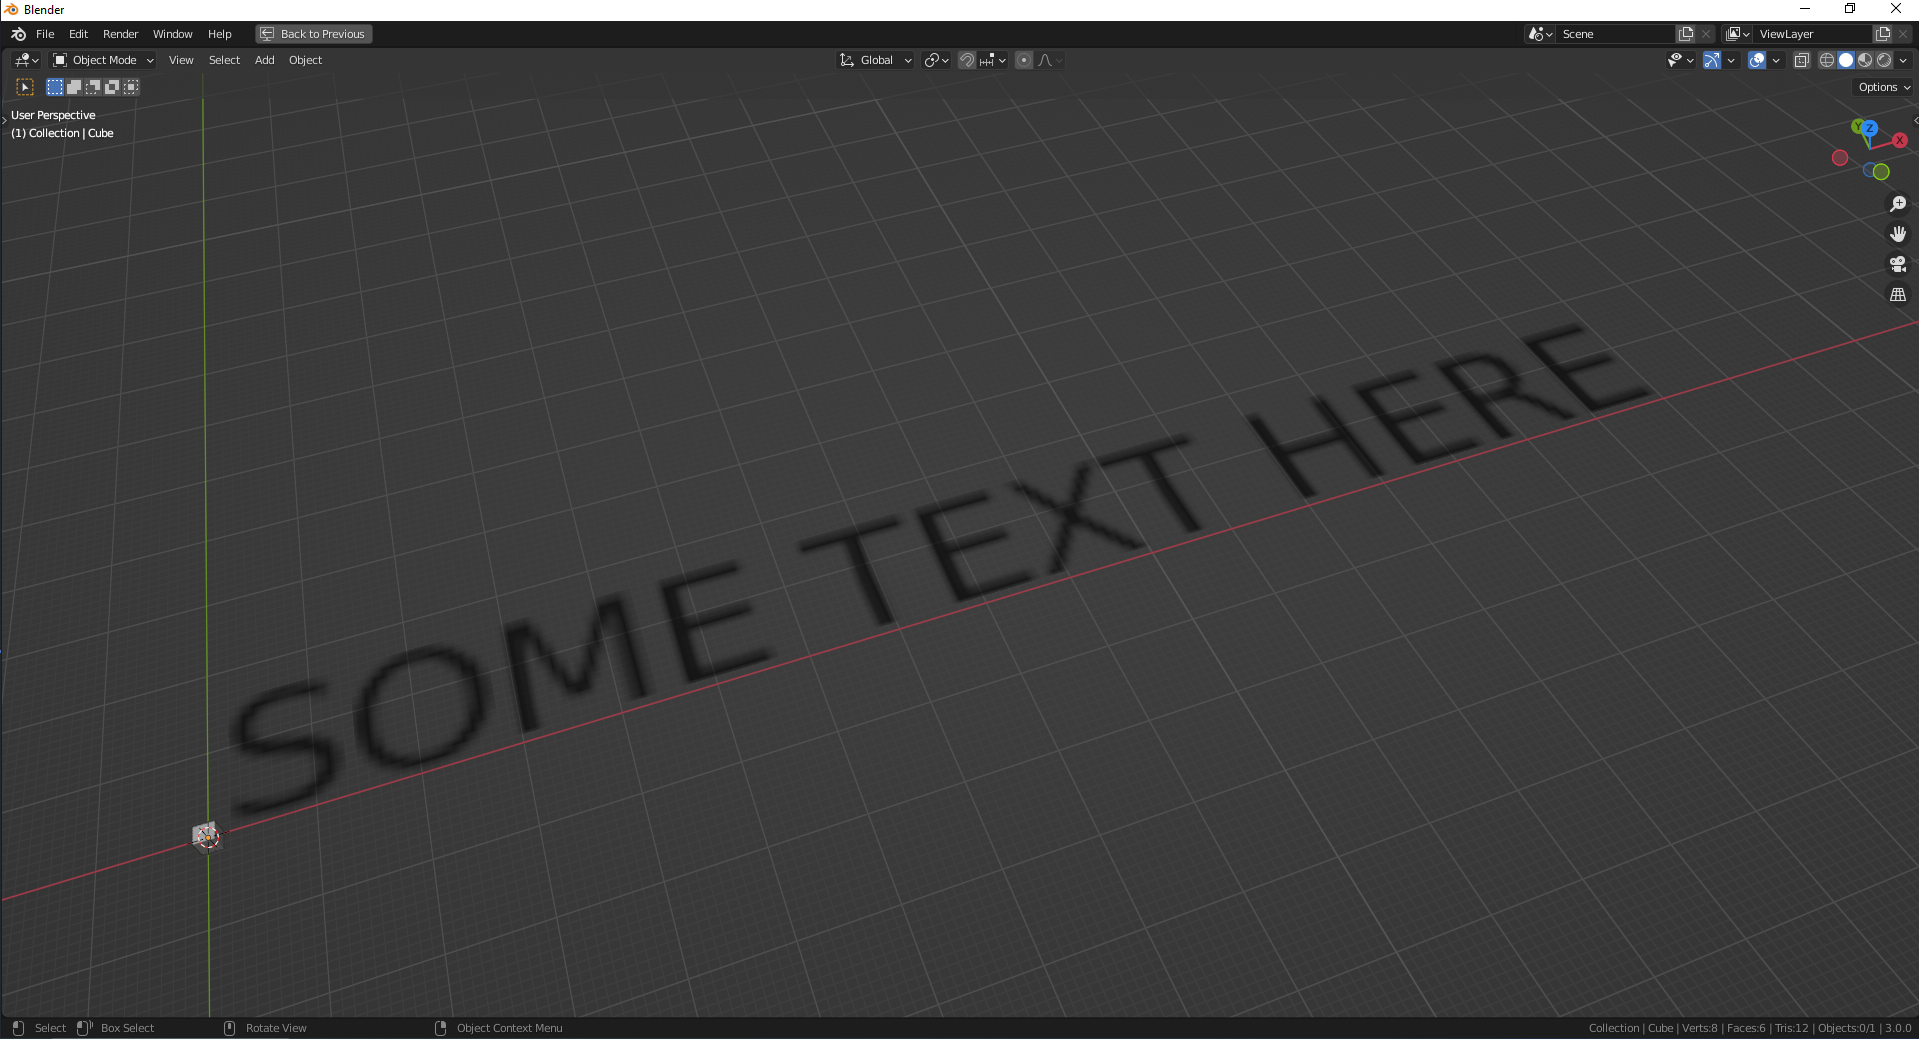 Blender
File Edit Render Window Help Back to Previous Scene ViewLayer
Object Mode View Select Add Object Global
Options
User Perspective
(1) Collection | Cube
Y Z X
SOME TEXT HERE
Select Box Select Rotate View Object Context Menu Collection | Cube | Verts:8 | Faces:6 | Tris:12 | Objects:0/1 | 3.0.0